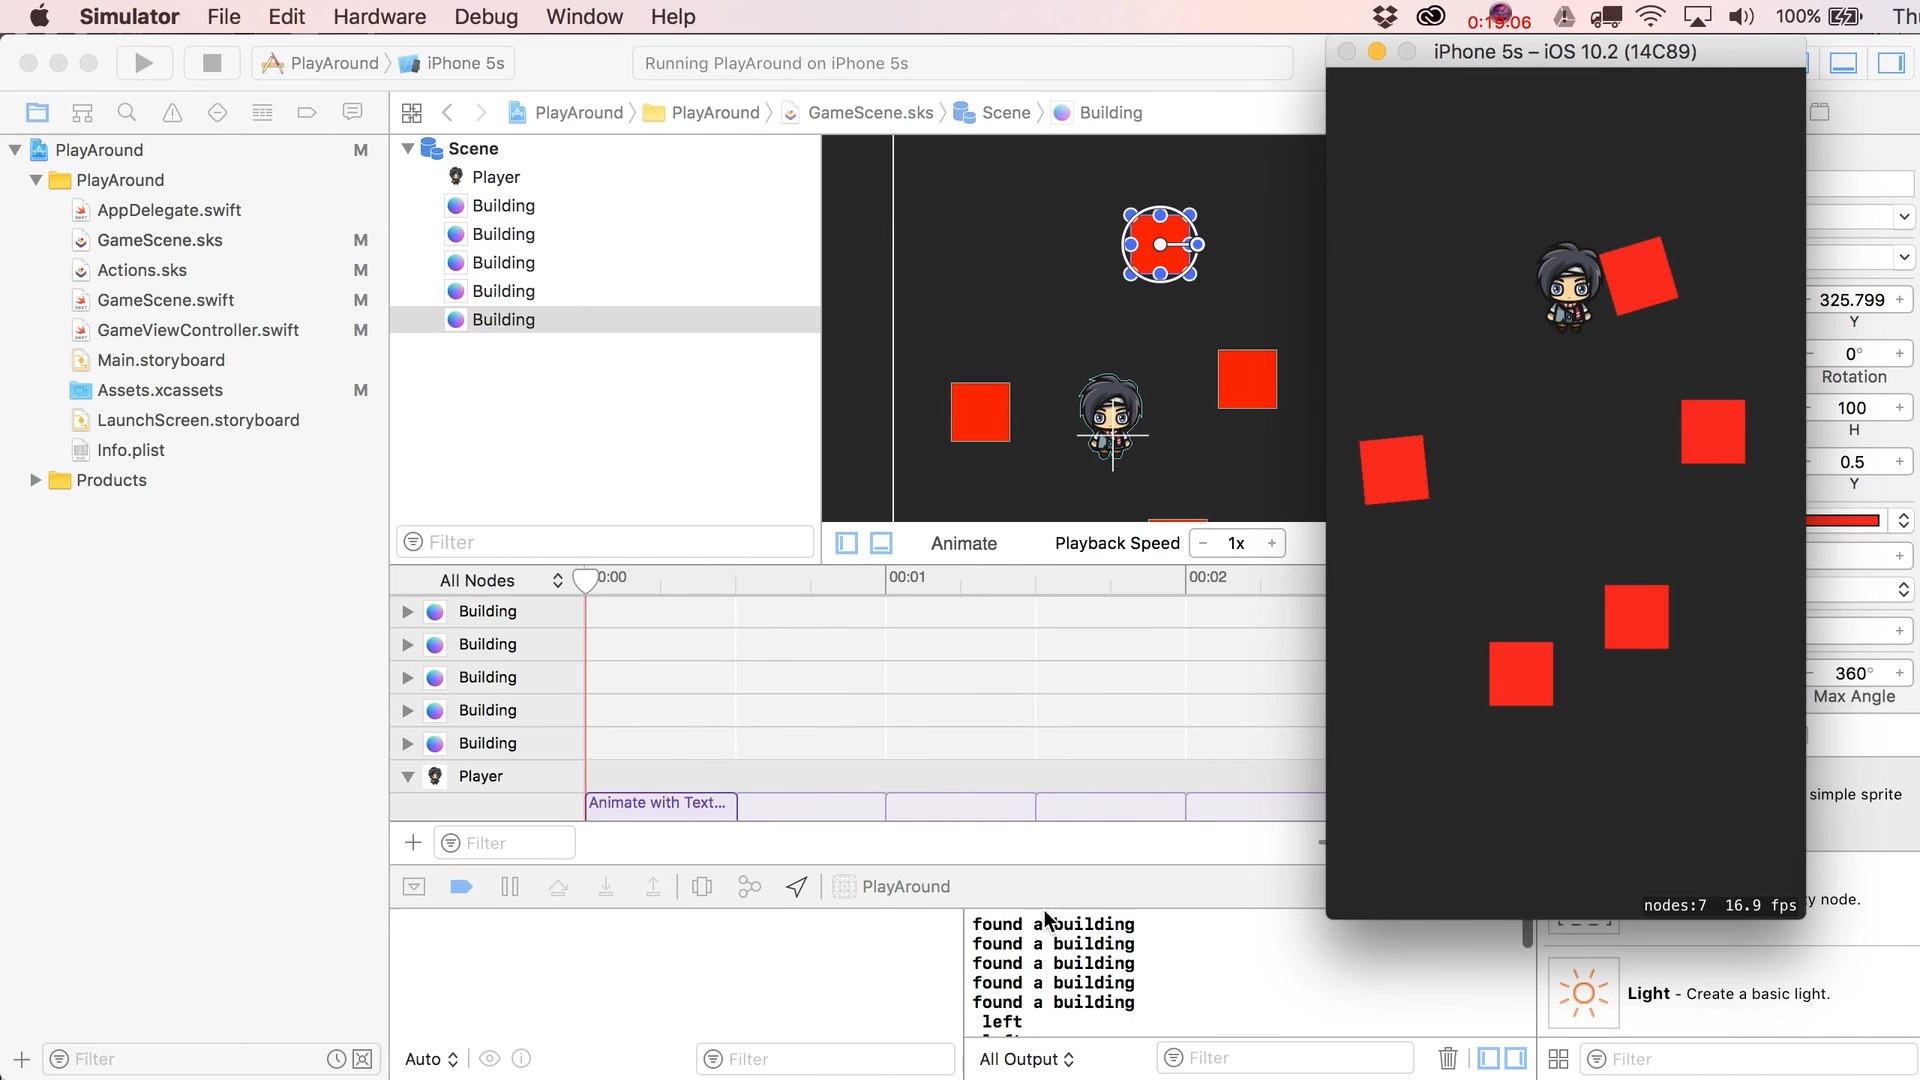 Simulator File Edit Handwritten Format Debug Window Help 0:19:06 100% Th
PlayAround iPhone 5s Running PlayAround on iPhone 5s
iPhone 5s – iOS 10.2 (14C89)
PlayAround PlayAround GameScene.sks Scene Building
PlayAround M
PlayAround
AppDelegate.swift
GameScene.sks M
Actions.sks M
GameScene.swift M
GameViewController.swift M
Main.storyboard
Assets.xcassets M
LaunchScreen.storyboard
Info.plist
Products
Scene
Player
Building
Building
Building
Building
Building
Filter
Animate Playback Speed - 1x +
All Nodes 0:00 00:01 00:02
Building
Building
Building
Building
Building
Player
Animate with Text...
Filter
PlayAround
found a building
found a building
found a building
found a building
found a building
left
Filter
Auto
Filter
All Output
Filter
nodes:7 16.9 fps
325.799 +
Y
0° +
Rotation
100 +
H
0.5 +
Y
+
+
360° +
Max Angle
simple sprite
y node.
Light - Create a basic light.
Filter